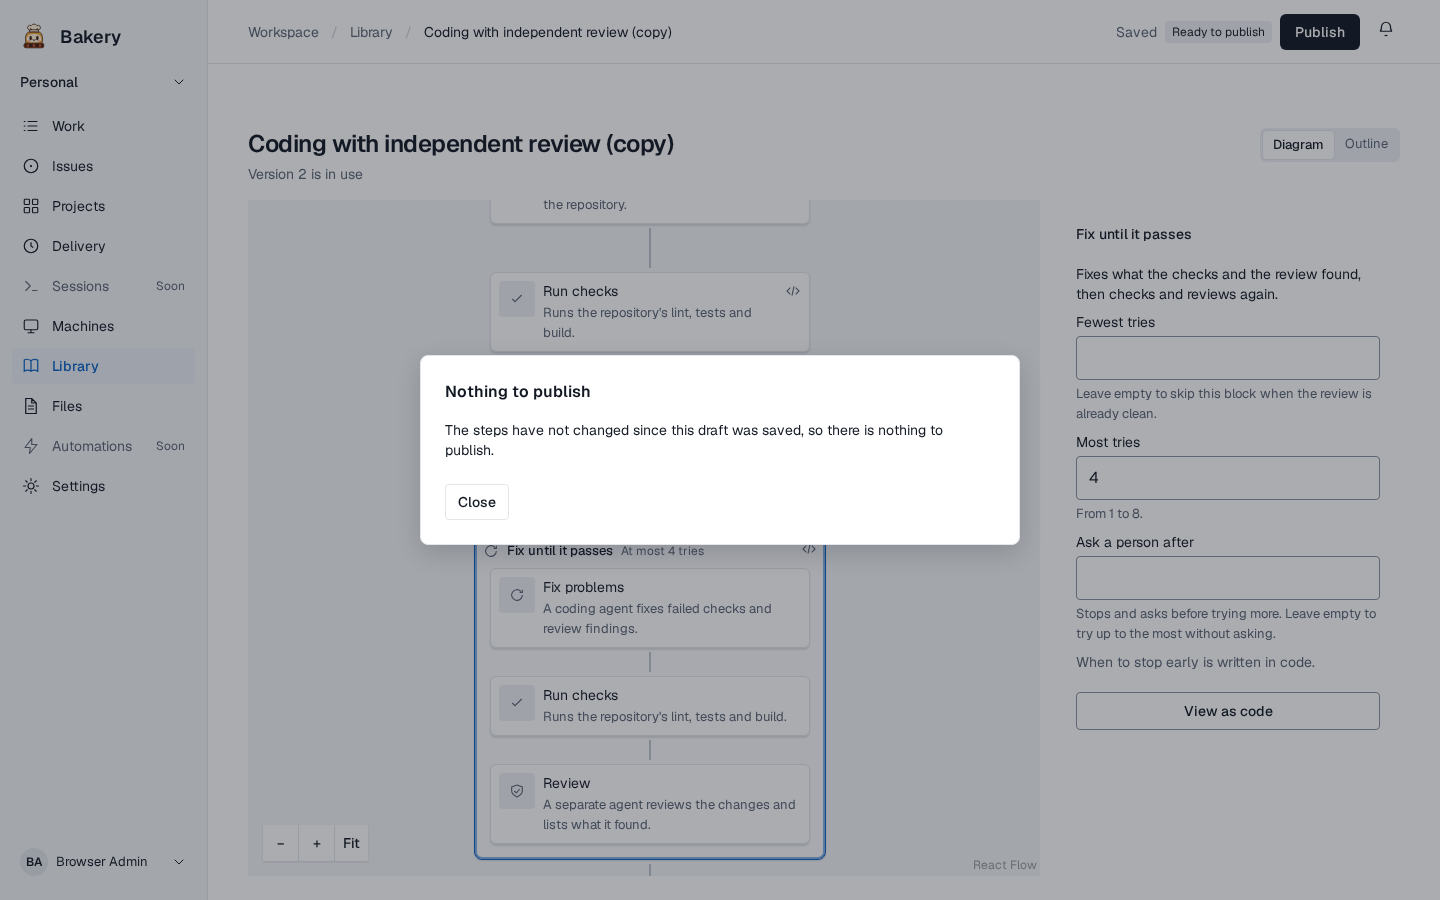 Bakery
Personal
Work
Issues
Projects
Delivery
Sessions Soon
Machines
Library
Files
Automations Soon
Settings
BA Browser Admin
Workspace / Library / Coding with independent review (copy)
Saved Ready to publish Publish
Coding with independent review (copy)
Version 2 is in use
Diagram Outline
the repository.
Run checks
Runs the repository's lint, tests and
build.
Nothing to publish
The steps have not changed since this draft was saved, so there is nothing to
publish.
Close
Fix until it passes At most 4 tries
Fix problems
A coding agent fixes failed checks and
review findings.
Run checks
Runs the repository's lint, tests and build.
Review
A separate agent reviews the changes and
lists what it found.
− + Fit
React Flow
Fix until it passes
Fixes what the checks and the review found,
then checks and reviews again.
Fewest tries
Leave empty to skip this block when the review is
already clean.
Most tries
4
From 1 to 8.
Ask a person after
Stops and asks before trying more. Leave empty to
try up to the most without asking.
When to stop early is written in code.
View as code